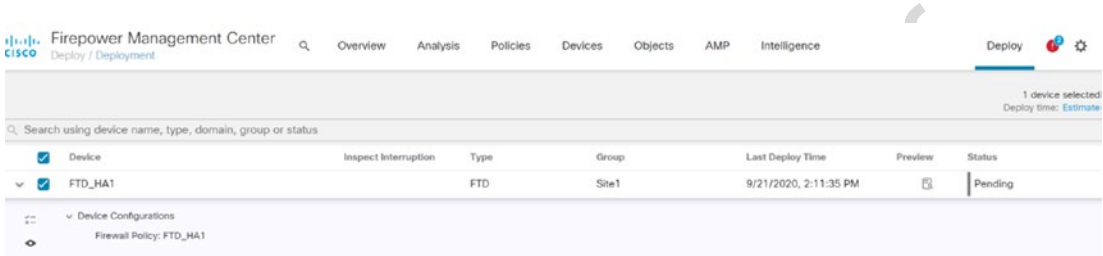 CISCO
Firepower Management Center
Deploy / Deployment
Overview Analysis Policies Devices Objects AMP Intelligence Deploy 2
1 device selected
Deploy time: Estimate
Search using device name, type, domain, group or status
Device Inspect Interruption Type Group Last Deploy Time Preview Status
FTD_HA1 FTD Site1 9/21/2020, 2:11:35 PM Pending
Device Configurations
Firewall Policy: FTD_HA1